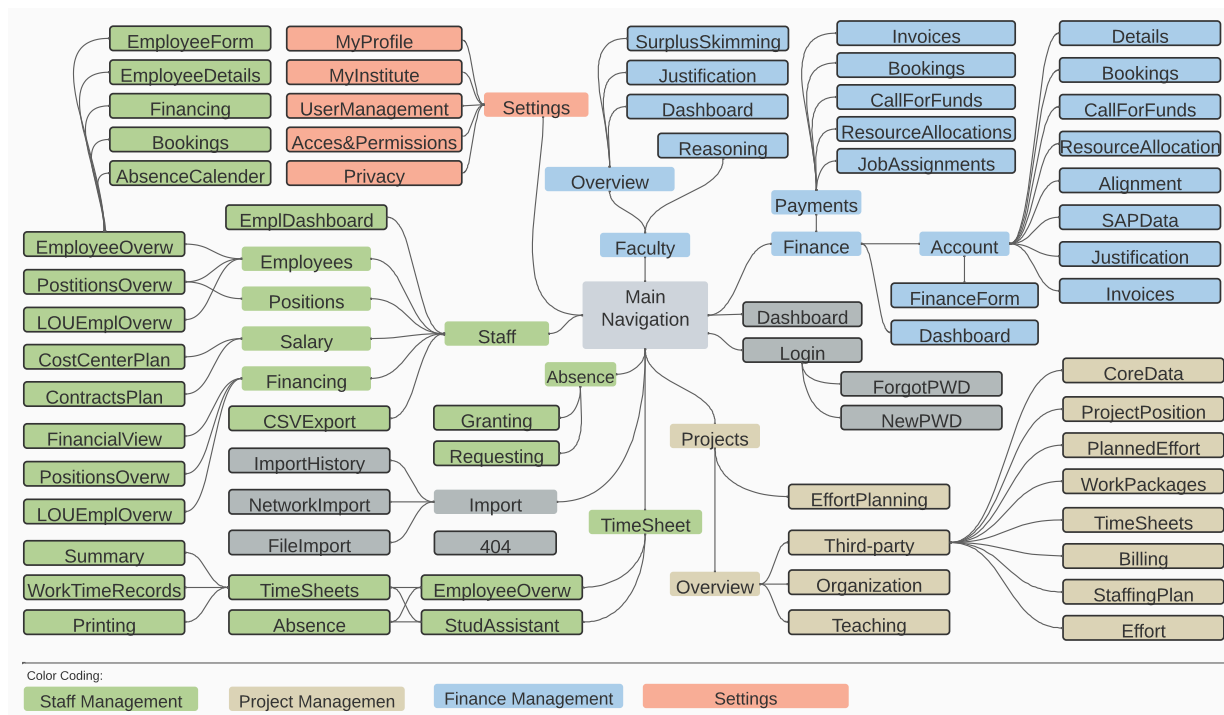 EmployeeForm
EmployeeDetails
Financing
Bookings
AbsenceCalender
MyProfile
MyInstitute
UserManagement
Acces&Permissions
Privacy
Settings
SurplusSkimming
Justification
Dashboard
Reasoning
Overview
Faculty
Invoices
Bookings
CallForFunds
ResourceAllocations
JobAssignments
Payments
Finance
Account
Details
Bookings
CallForFunds
ResourceAllocation
Alignment
SAPData
Justification
Invoices
FinanceForm
Dashboard
EmplDashboard
EmployeeOverw
PostitionsOverw
LOUEmplOverw
CostCenterPlan
ContractsPlan
FinancialView
PositionsOverw
LOUEmplOverw
Employees
Positions
Salary
Financing
CSVExport
Staff
Main
Navigation
Dashboard
Login
ForgotPWD
NewPWD
Absence
Granting
Requesting
ImportHistory
NetworkImport
FileImport
Import
404
TimeSheet
Summary
WorkTimeRecords
Printing
TimeSheets
Absence
EmployeeOverw
StudAssistant
Projects
EffortPlanning
Overview
Third-party
Organization
Teaching
CoreData
ProjectPosition
PlannedEffort
WorkPackages
TimeSheets
Billing
StaffingPlan
Effort
Color Coding:
Staff Management
Project Managemen
Finance Management
Settings